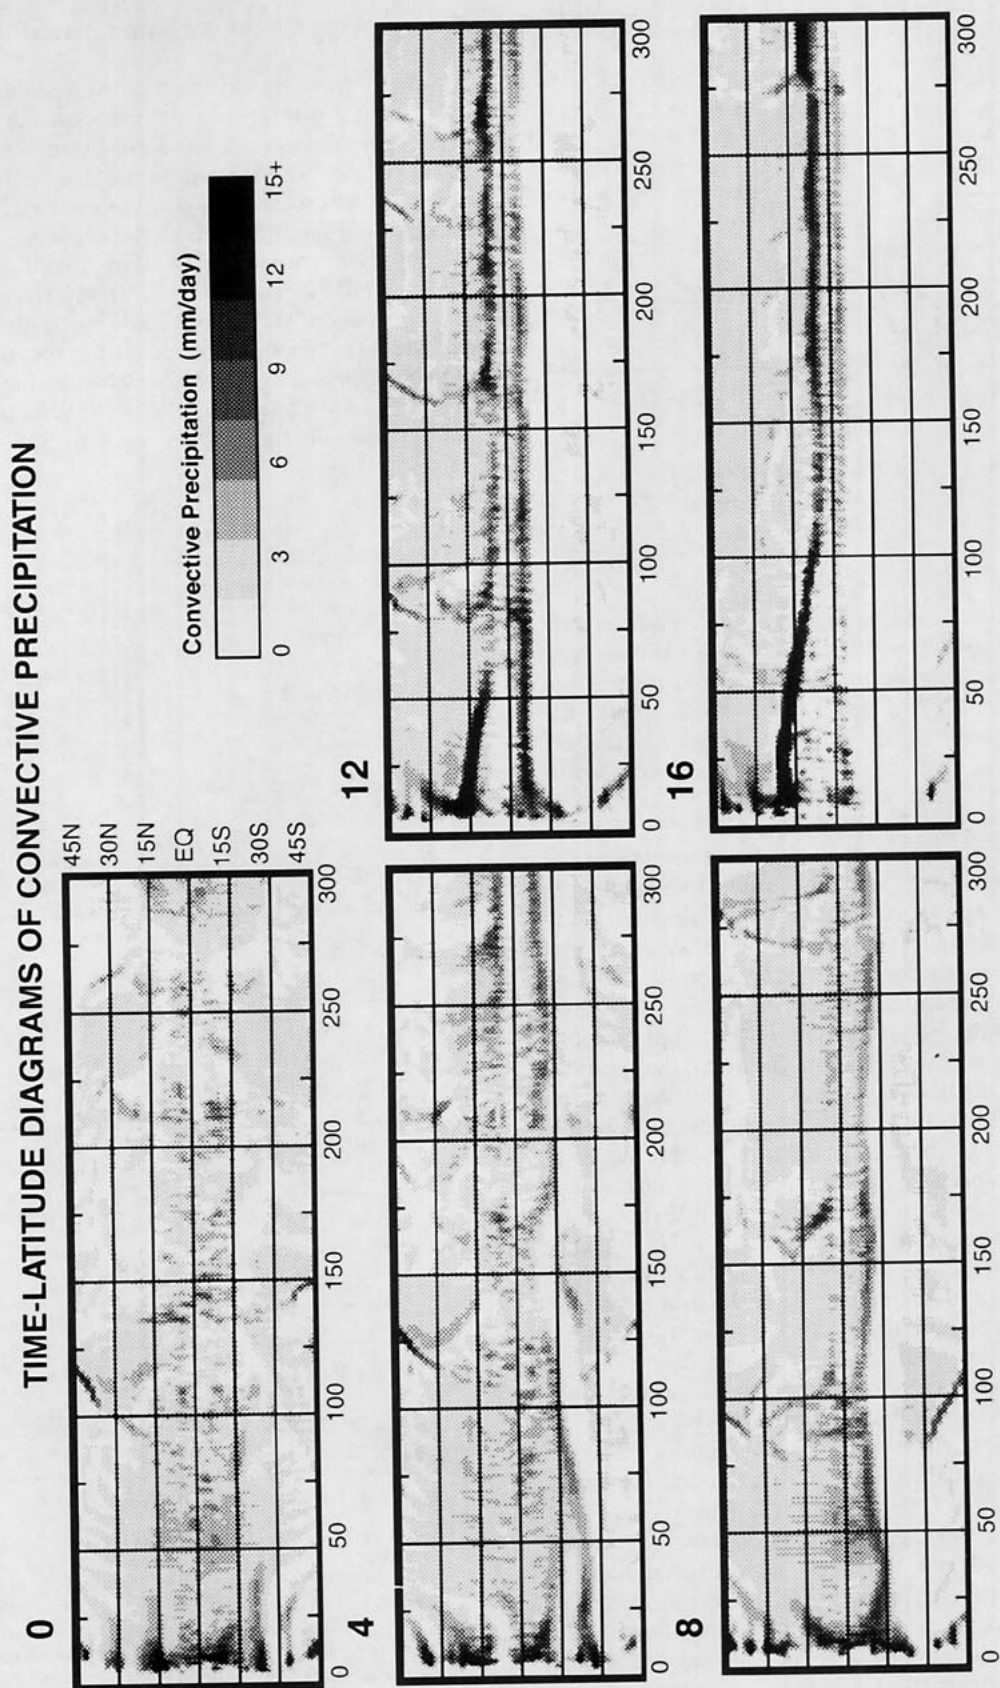 TIME-LATITUDE DIAGRAMS OF CONVECTIVE PRECIPITATION
0
45N
30N
15N
EQ
15S
30S
45S
0 50 100 150 200 250 300
Convective Precipitation (mm/day)
0 3 6 9 12 15+
4
0 50 100 150 200 250 300
12
0 50 100 150 200 250 300
8
0 50 100 150 200 250 300
16
0 50 100 150 200 250 300